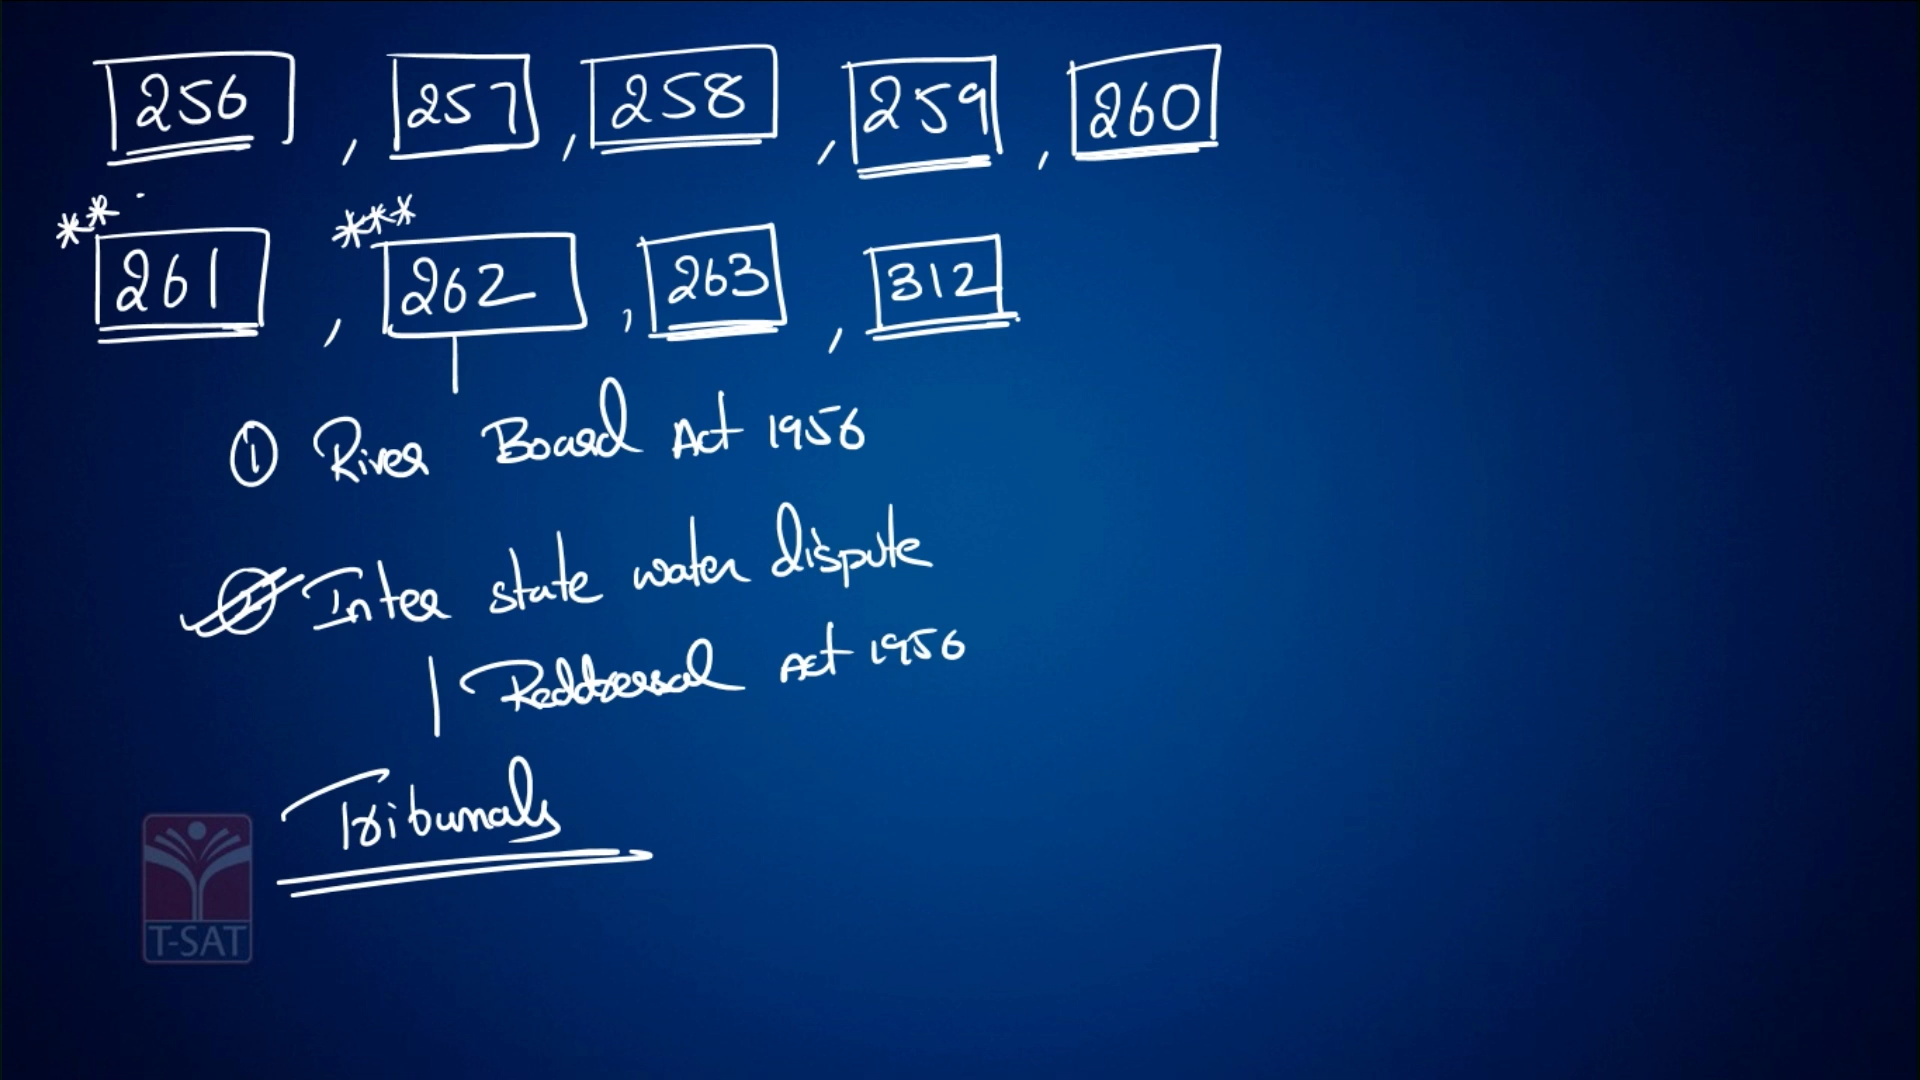 256, 257, 258, 259, 260
** 261, *** 262, 263, 312
① River Board Act 1956
② Inter state water dispute
Reddressal Act 1956
Tribunals
T-SAT